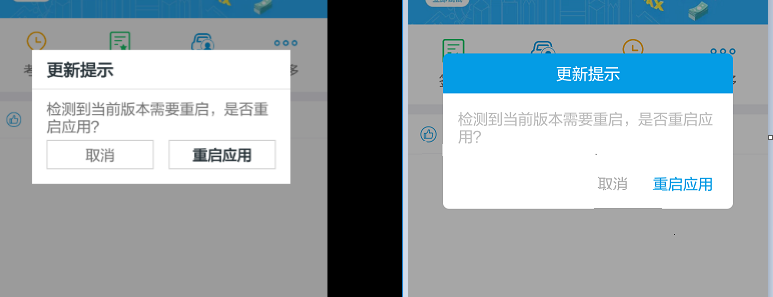 考
多
更新提示
检测到当前版本需要重启，是否重
启应用?
取消
重启应用
多
更新提示
检测到当前版本需要重启，是否重启应
用?
取消
重启应用